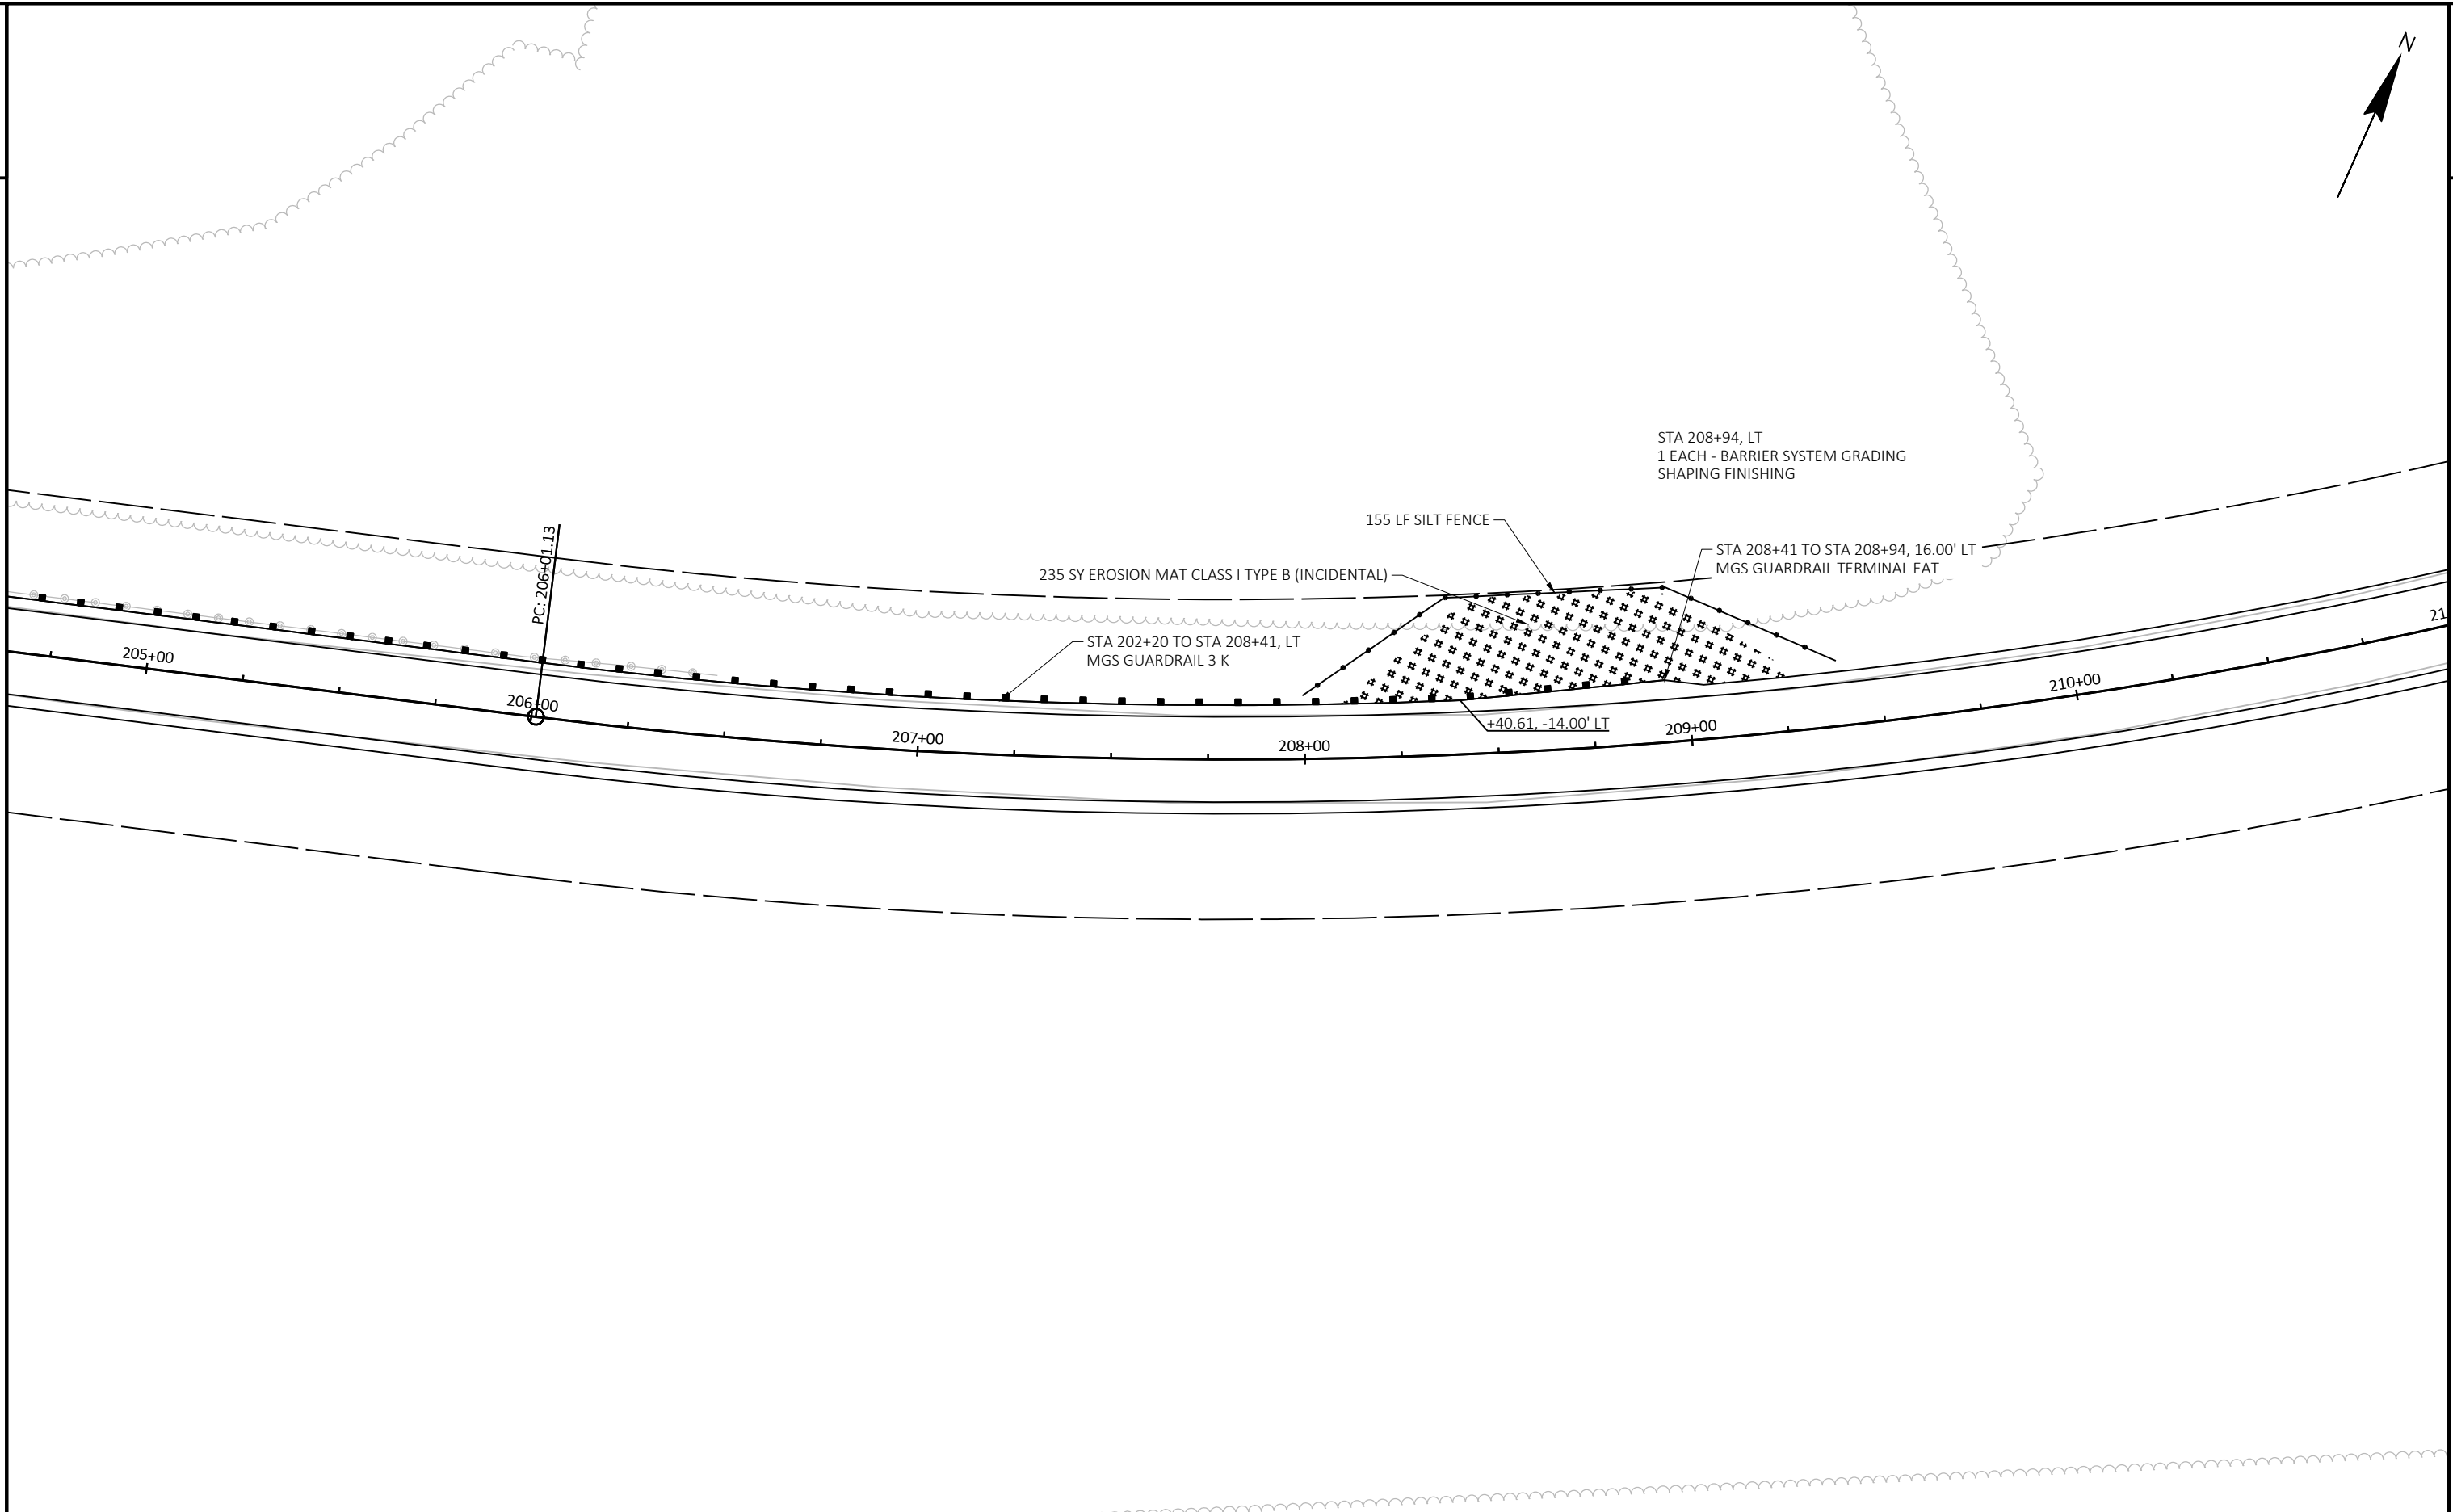 N
STA 208+94, LT
1 EACH - BARRIER SYSTEM GRADING
SHAPING FINISHING
155 LF SILT FENCE
STA 208+41 TO STA 208+94, 16.00' LT
MGS GUARDRAIL TERMINAL EAT
235 SY EROSION MAT CLASS I TYPE B (INCIDENTAL)
PC: 206+01.13
STA 202+20 TO STA 208+41, LT
MGS GUARDRAIL 3 K
205+00
206+00
207+00
208+00
+40.61, -14.00' LT
209+00
210+00
21